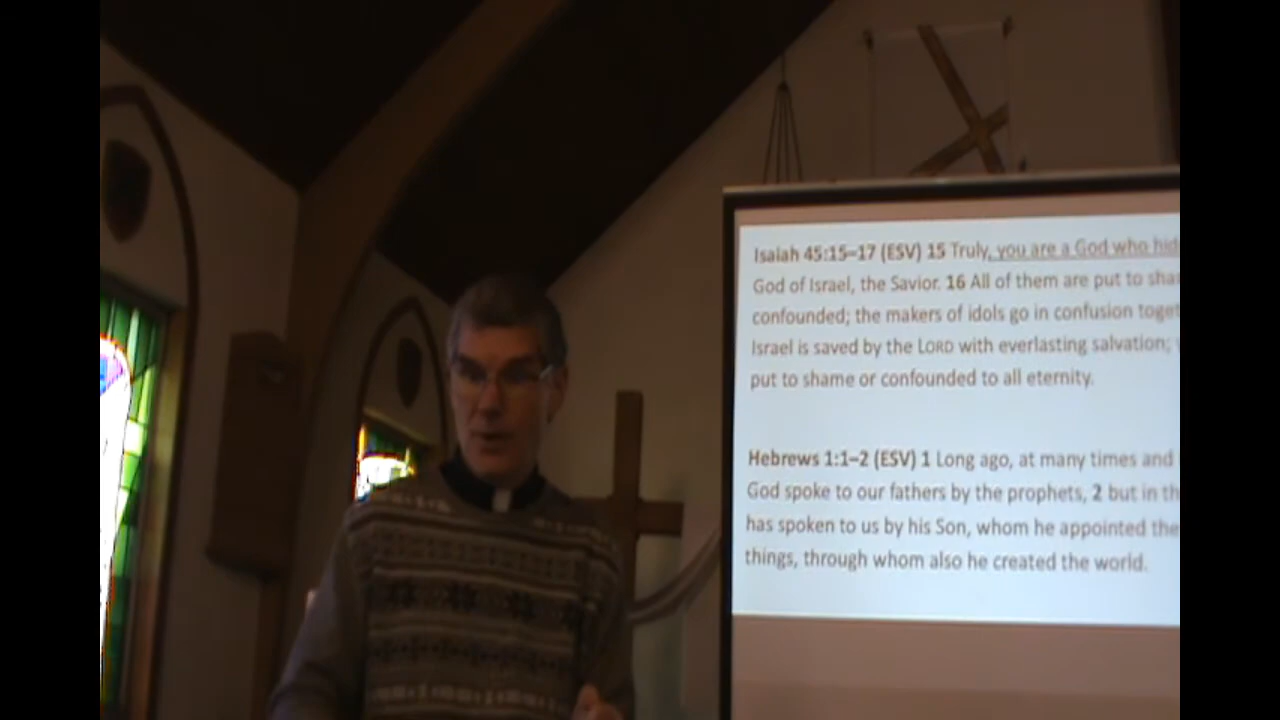 Isaiah 45:15–17 (ESV) 15 Truly, you are a God who hid
God of Israel, the Savior. 16 All of them are put to sha
confounded; the makers of idols go in confusion toget
Israel is saved by the LORD with everlasting salvation;
put to shame or confounded to all eternity.
Hebrews 1:1–2 (ESV) 1 Long ago, at many times and
God spoke to our fathers by the prophets, 2 but in th
has spoken to us by his Son, whom he appointed the
things, through whom also he created the world.